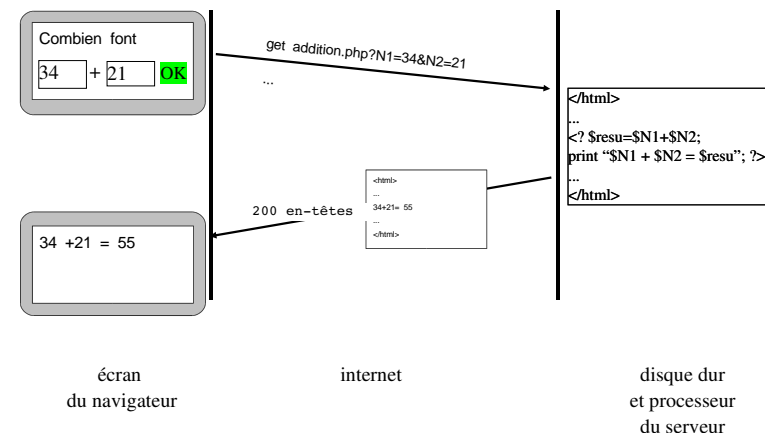 Combien font
34 + 21 OK
get addition.php?N1=34&N2=21
...
</html>
...
<? $resu=$N1+$N2;
print “$N1 + $N2 = $resu”; ?>
...
</html>
<html>
...
34+21= 55
...
</html>
200 en-têtes
34 +21 = 55
écran
du navigateur
internet
disque dur
et processeur
du serveur